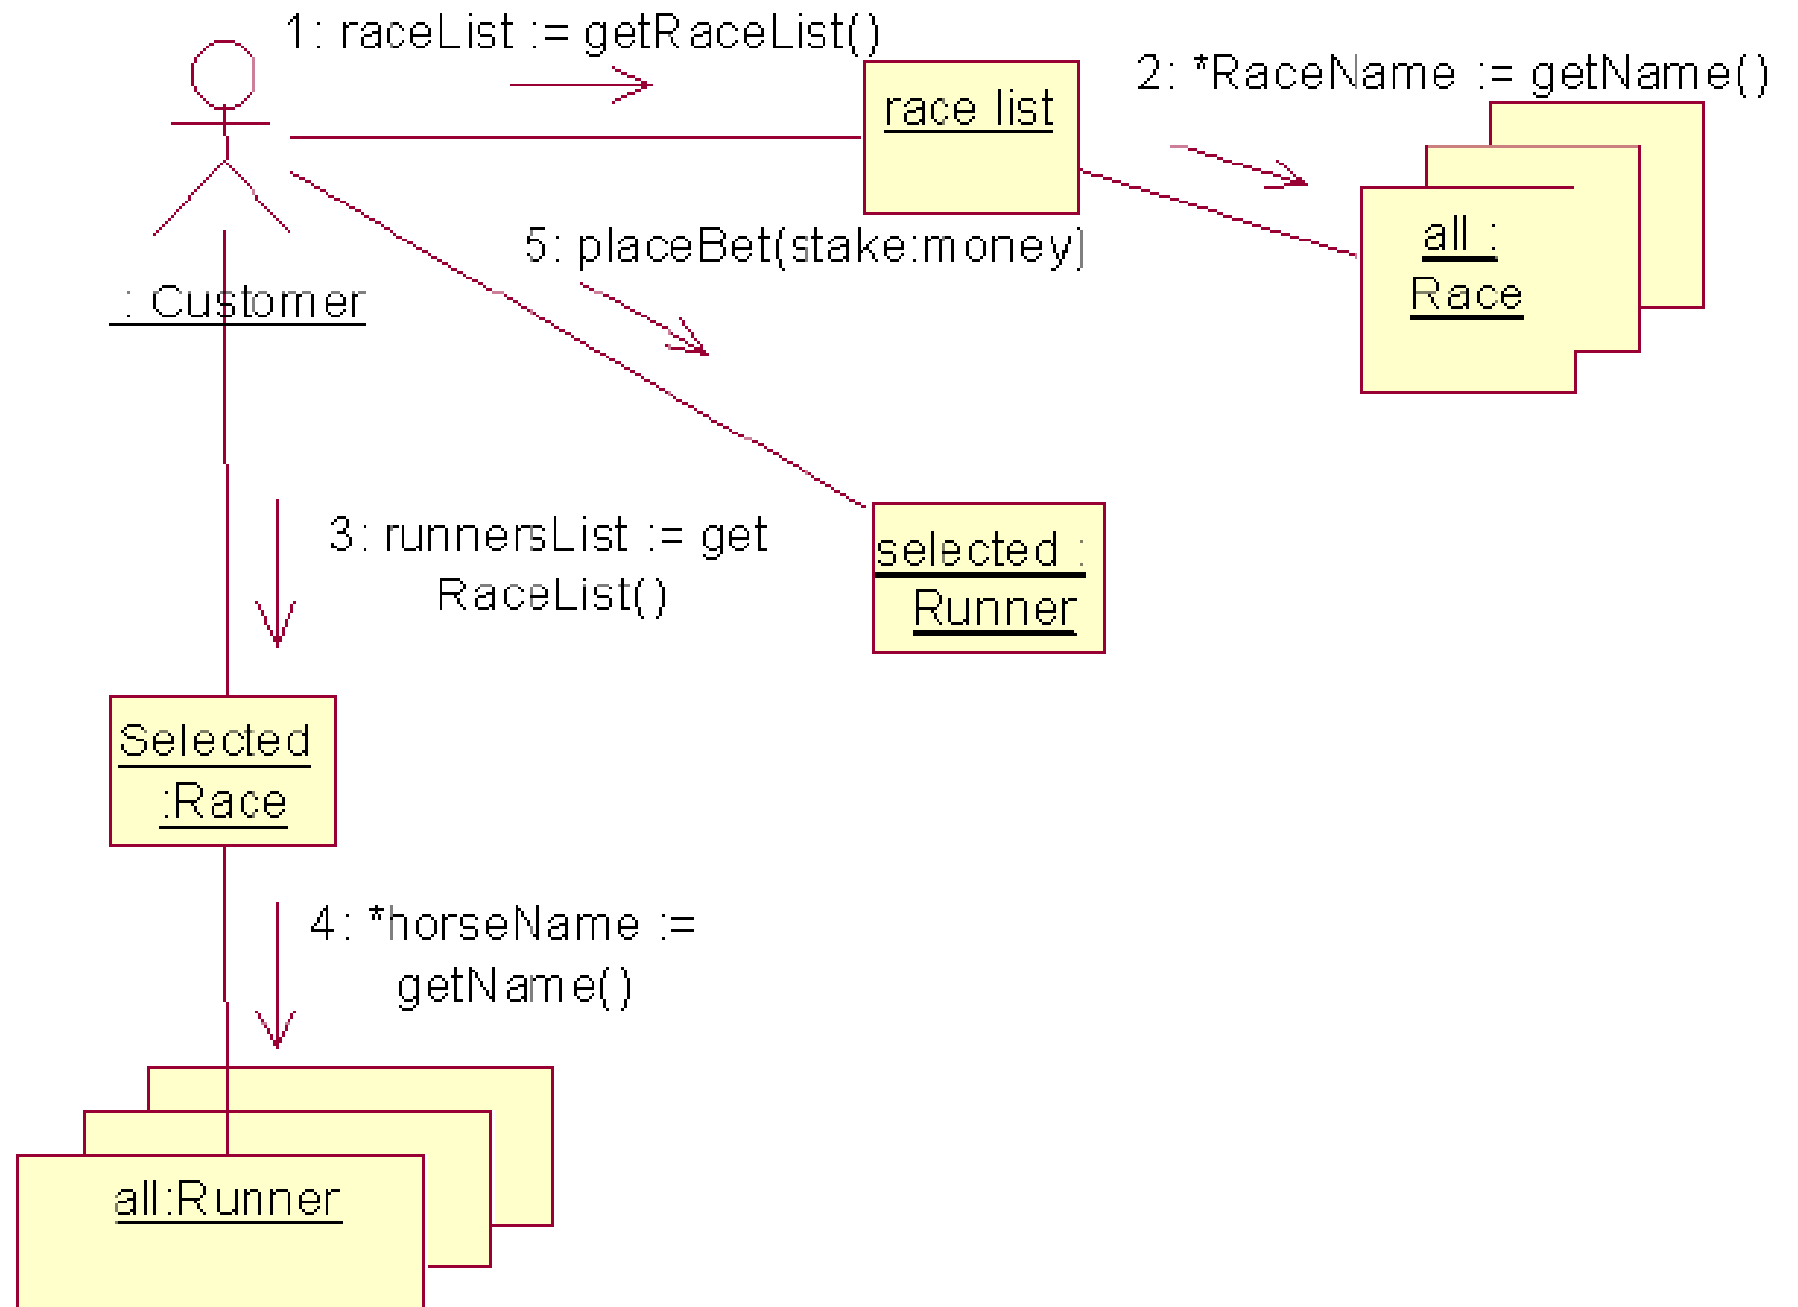 1: raceList := getRaceList()
2: *RaceName := getName()
race list
all :
Race
5: placeBet(stake:money)
: Customer
3: runnersList := get
RaceList()
selected :
Runner
Selected
:Race
4: *horseName :=
getName()
all:Runner